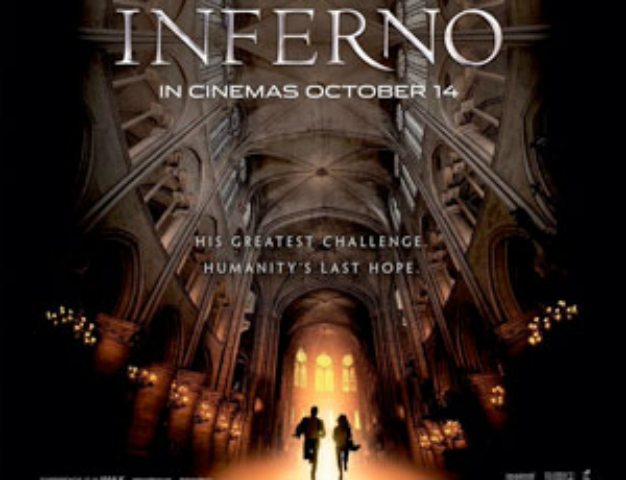 INFERNO
IN CINEMAS OCTOBER 14
HIS GREATEST CHALLENGE.
HUMANITY'S LAST HOPE.